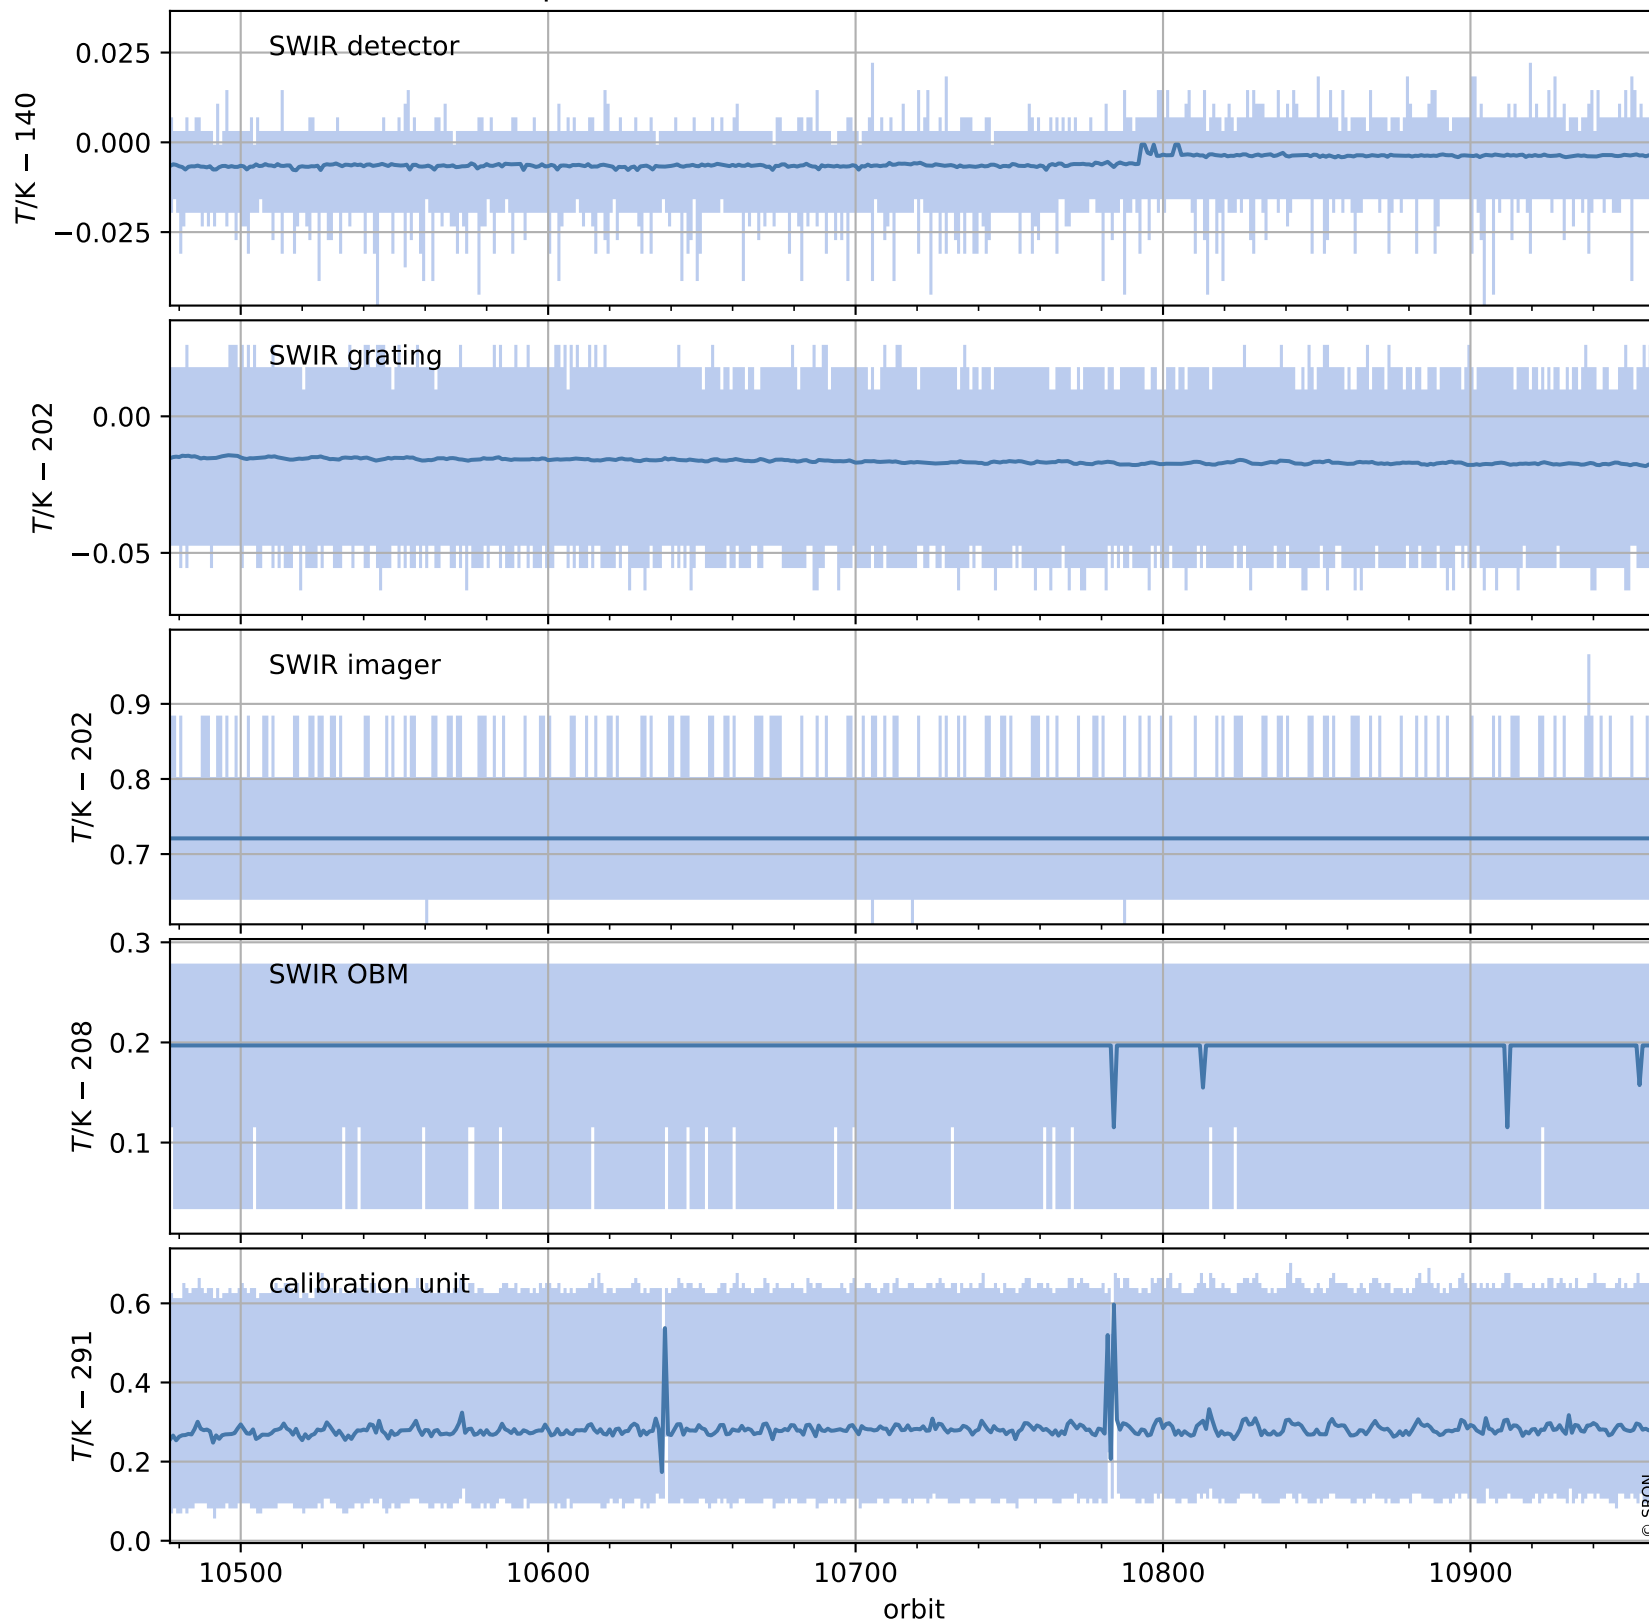 SWIR detector
0.025
0.000
−0.025
T/K − 140
SWIR grating
0.00
−0.05
T/K − 202
SWIR imager
0.9
0.8
0.7
T/K − 202
SWIR OBM
0.3
0.2
0.1
T/K − 208
calibration unit
0.6
0.4
0.2
0.0
T/K − 291
© SRON
10500 10600 10700 10800 10900
orbit